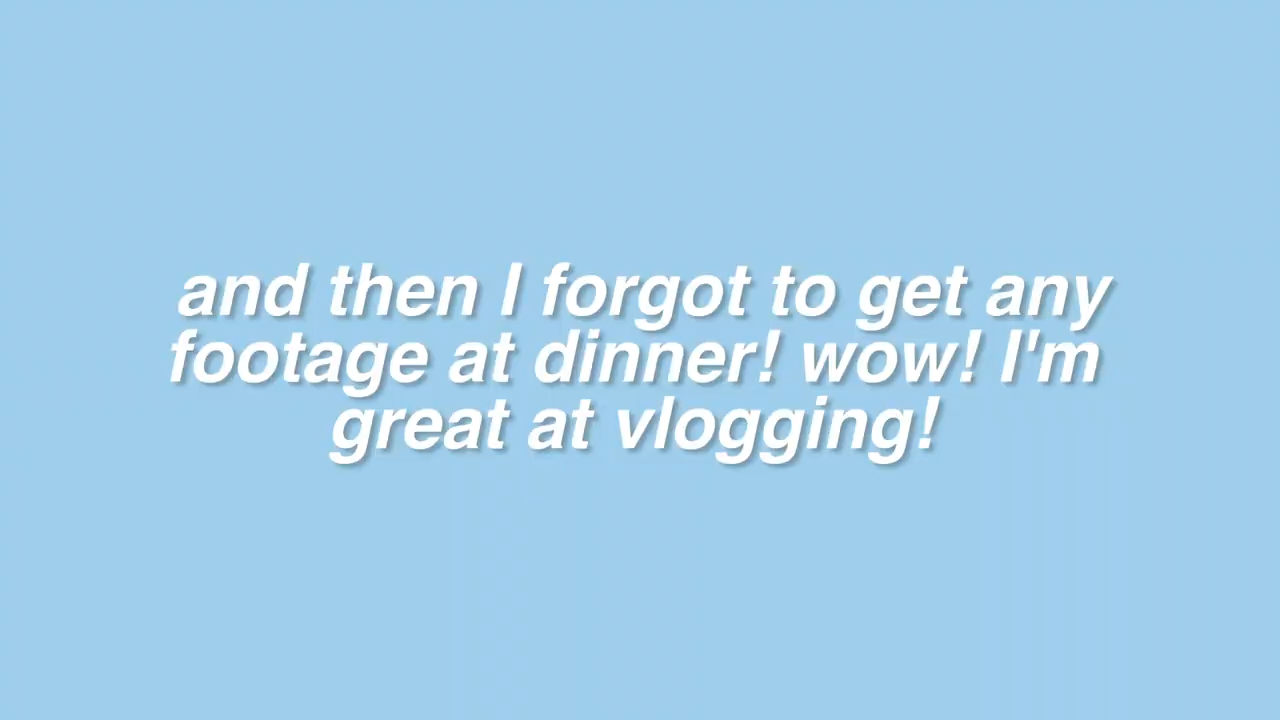 and then I forgot to get any
footage at dinner! wow! I'm
great at vlogging!